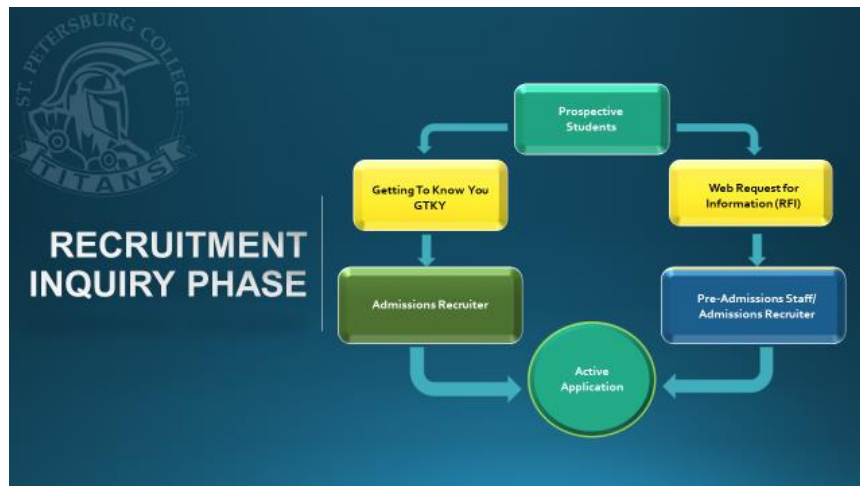 ST. PETERSBURG COLLEGE
TITANS
RECRUITMENT
INQUIRY PHASE
Prospective
Students
Getting To Know You
GTKY
Web Request for
Information (RFI)
Admissions Recruiter
Pre-Admissions Staff/
Admissions Recruiter
Active
Application